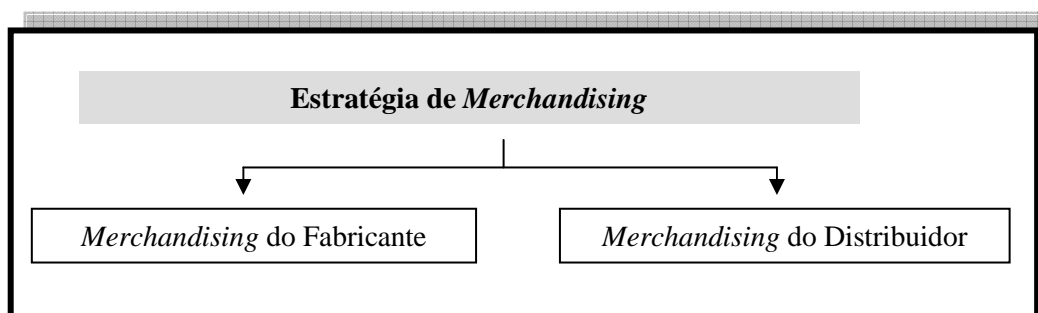 Estratégia de Merchandising
Merchandising do Fabricante
Merchandising do Distribuidor